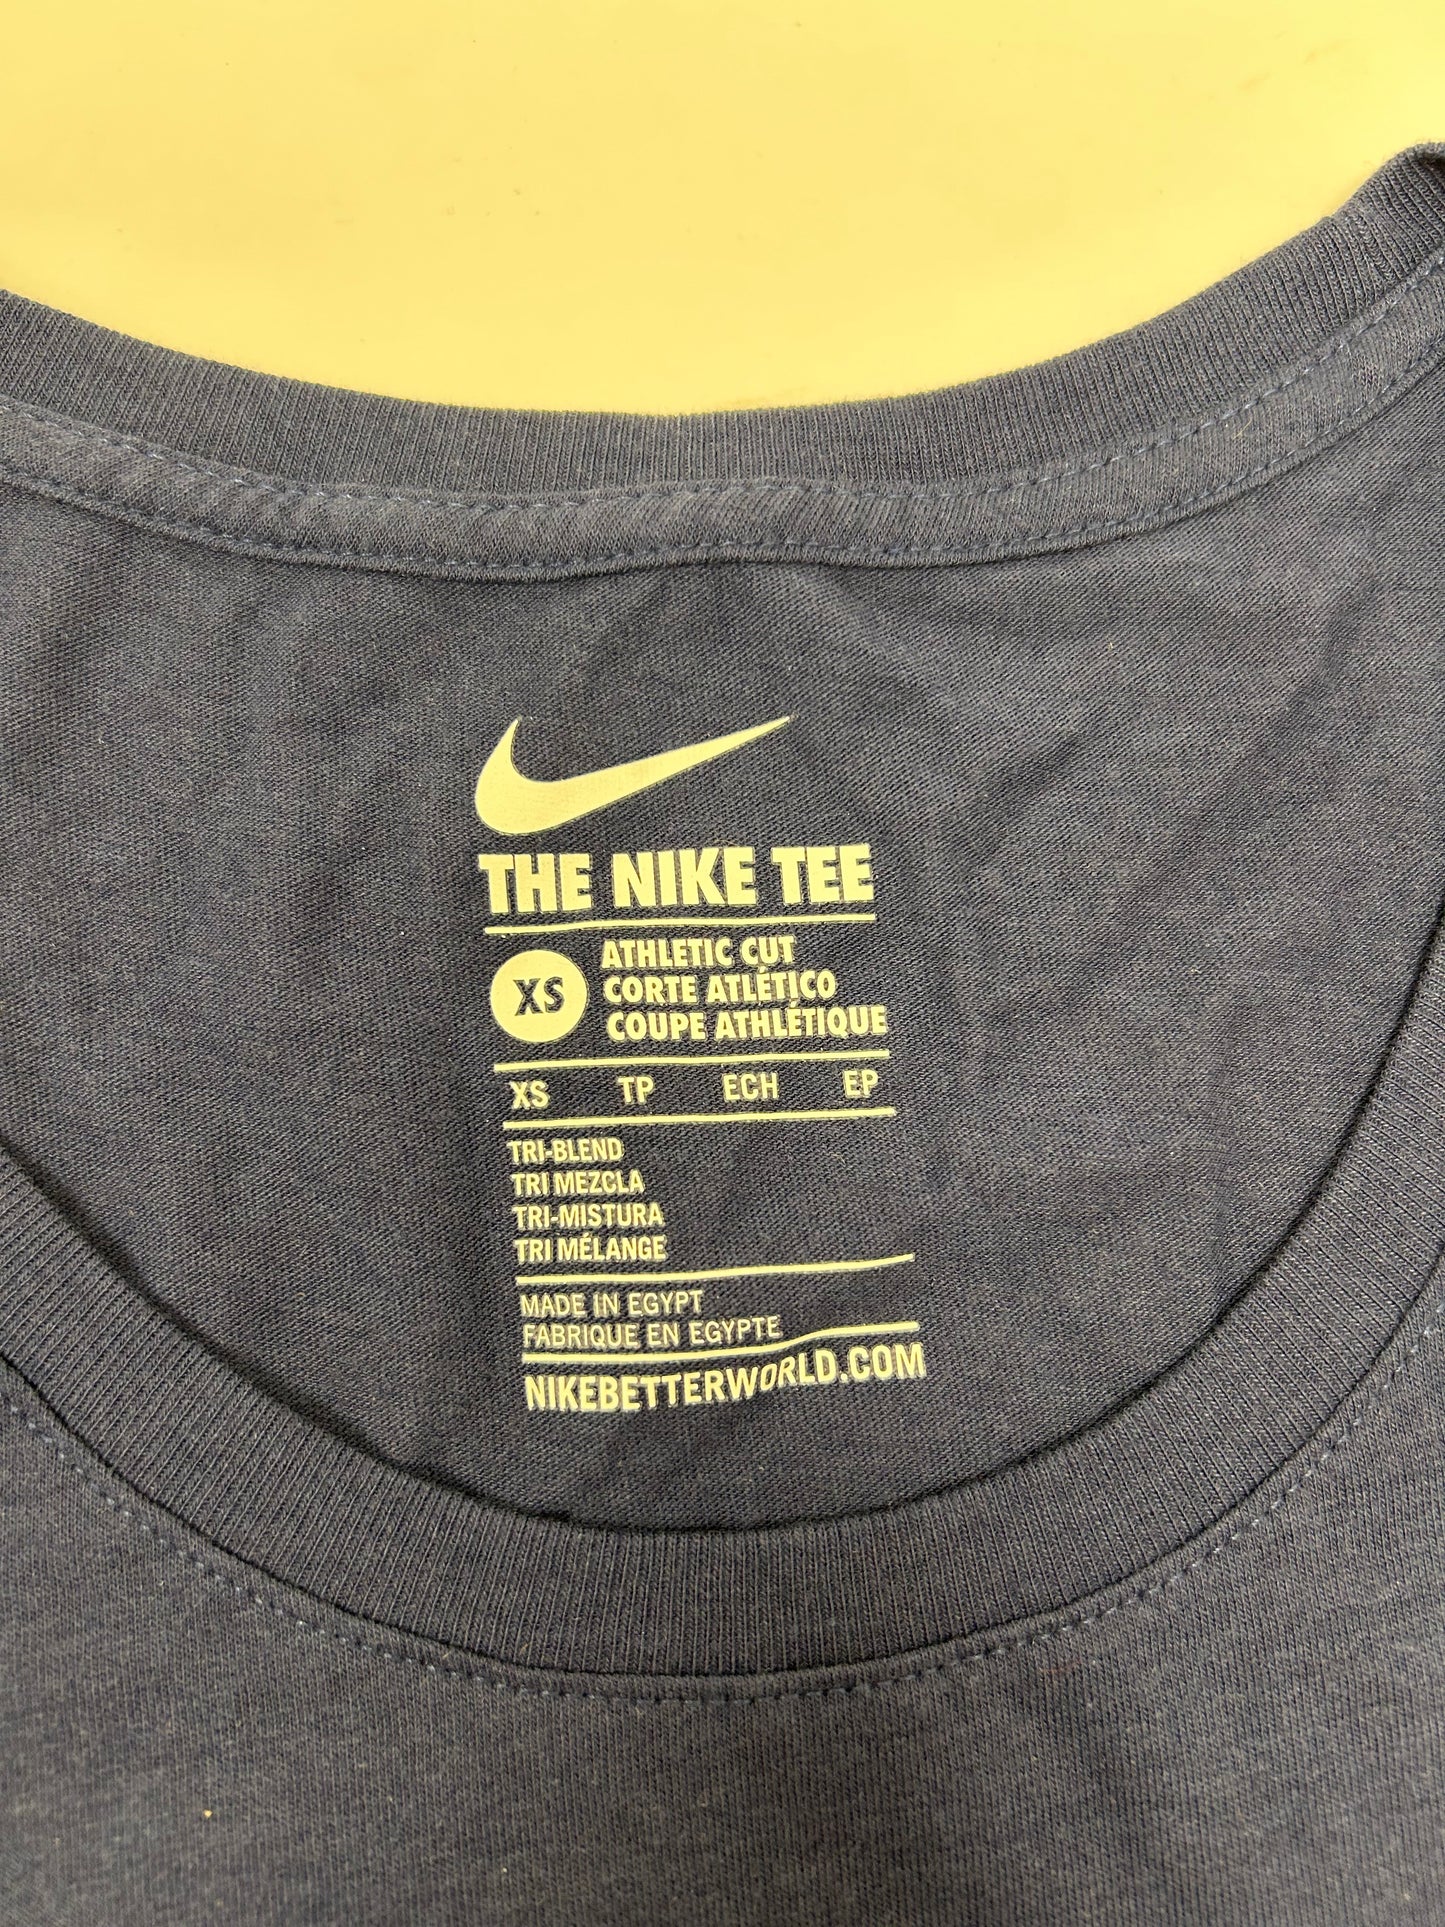 THE NIKE TEE
XS
ATHLETIC CUT
CORTE ATLÉTICO
COUPE ATHLÉTIQUE
XS TP ECH EP
TRI-BLEND
TRI MEZCLA
TRI-MISTURA
TRI MÉLANGE
MADE IN EGYPT
FABRIQUE EN EGYPTE
NIKEBETTERWORLD.COM